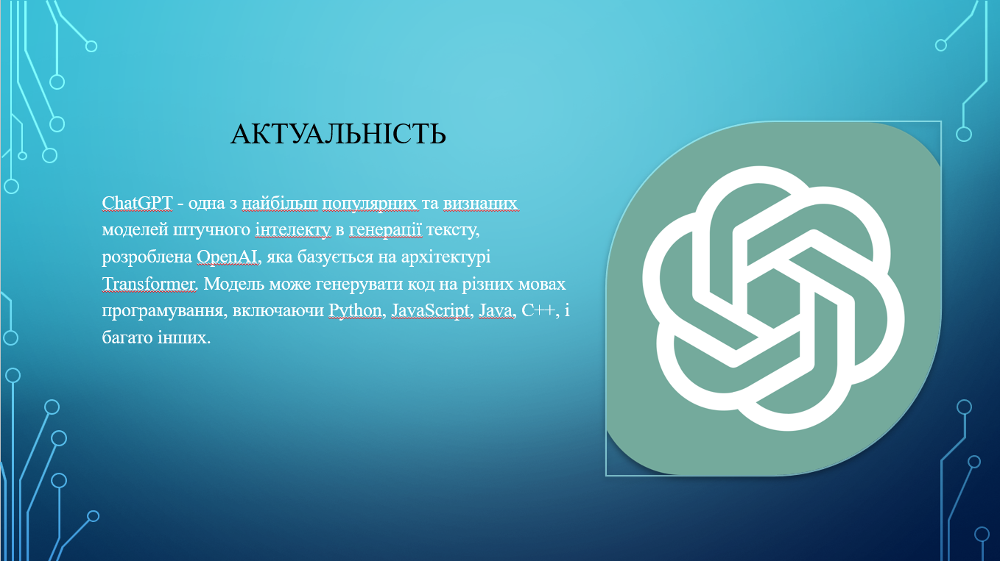 АКТУАЛЬНІСТЬ
ChatGPT - одна з найбільш популярних та визнаних
моделей штучного інтелекту в генерації тексту,
розроблена OpenAI, яка базується на архітектурі
Transformer. Модель може генерувати код на різних мовах
програмування, включаючи Python, JavaScript, Java, C++, і
багато інших.